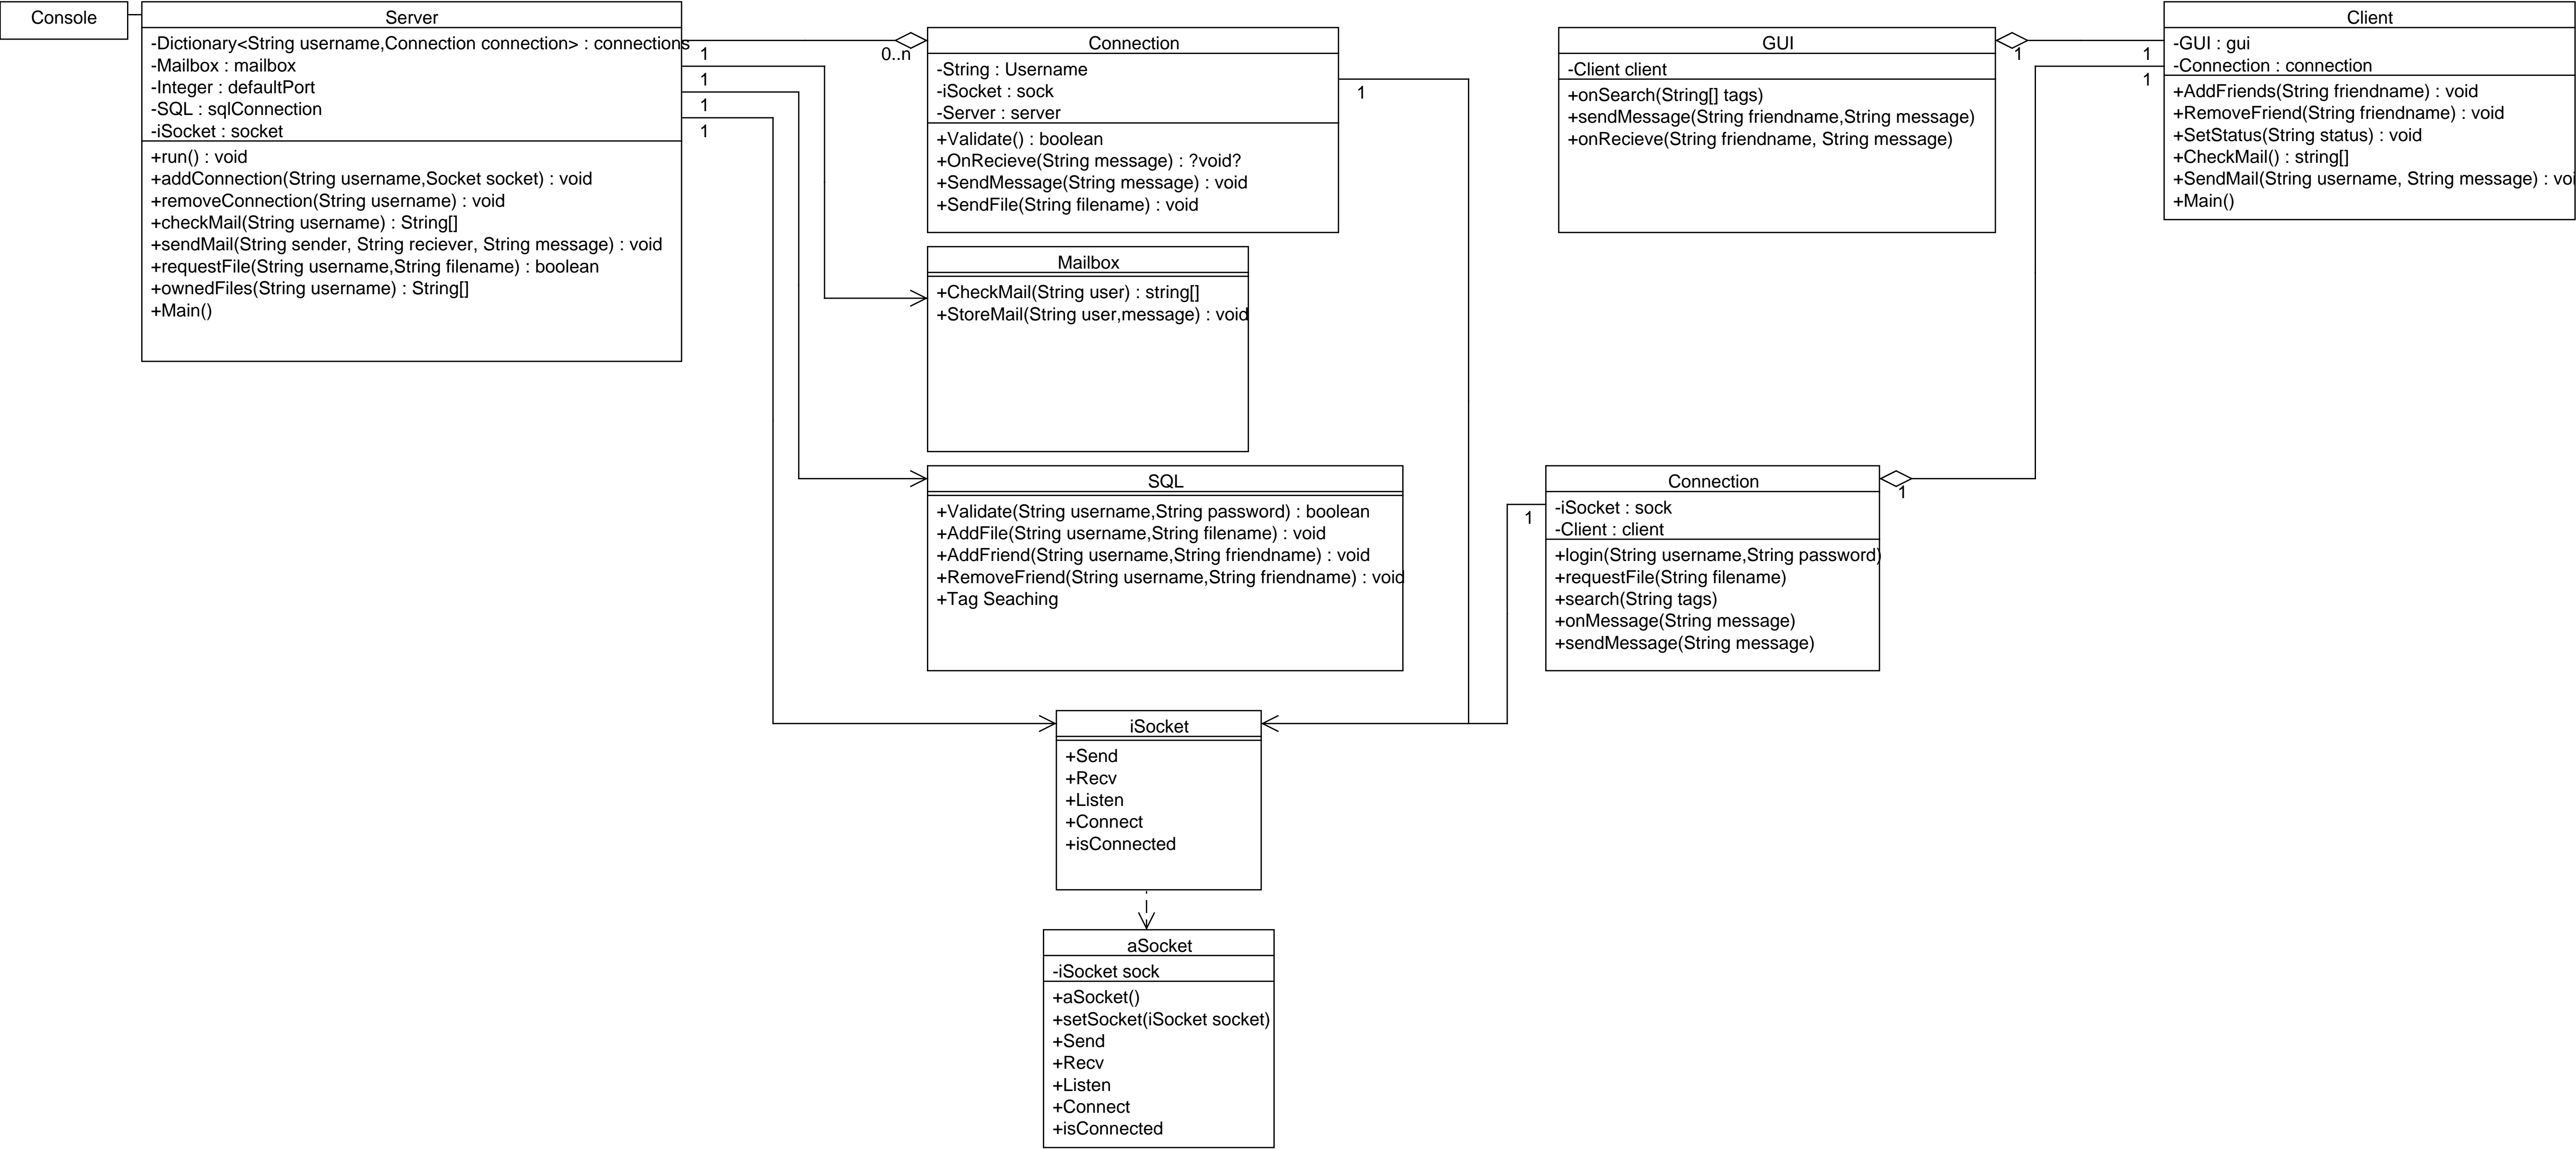 Console
Server
-Dictionary<String username,Connection connection> : connections
-Mailbox : mailbox
-Integer : defaultPort
-SQL : sqlConnection
-iSocket : socket
+run() : void
+addConnection(String username,Socket socket) : void
+removeConnection(String username) : void
+checkMail(String username) : String[]
+sendMail(String sender, String reciever, String message) : void
+requestFile(String username,String filename) : boolean
+ownedFiles(String username) : String[]
+Main()
1
1
1
1
0..n
Connection
-String : Username
-iSocket : sock
-Server : server
+Validate() : boolean
+OnRecieve(String message) : ?void?
+SendMessage(String message) : void
+SendFile(String filename) : void
1
Mailbox
+CheckMail(String user) : string[]
+StoreMail(String user,message) : void
SQL
+Validate(String username,String password) : boolean
+AddFile(String username,String filename) : void
+AddFriend(String username,String friendname) : void
+RemoveFriend(String username,String friendname) : void
+Tag Seaching
GUI
-Client client
+onSearch(String[] tags)
+sendMessage(String friendname,String message)
+onRecieve(String friendname, String message)
1
1
1
Client
-GUI : gui
-Connection : connection
+AddFriends(String friendname) : void
+RemoveFriend(String friendname) : void
+SetStatus(String status) : void
+CheckMail() : string[]
+SendMail(String username, String message) : voi
+Main()
Connection
-iSocket : sock
-Client : client
+login(String username,String password)
+requestFile(String filename)
+search(String tags)
+onMessage(String message)
+sendMessage(String message)
1
1
iSocket
+Send
+Recv
+Listen
+Connect
+isConnected
aSocket
-iSocket sock
+aSocket()
+setSocket(iSocket socket)
+Send
+Recv
+Listen
+Connect
+isConnected